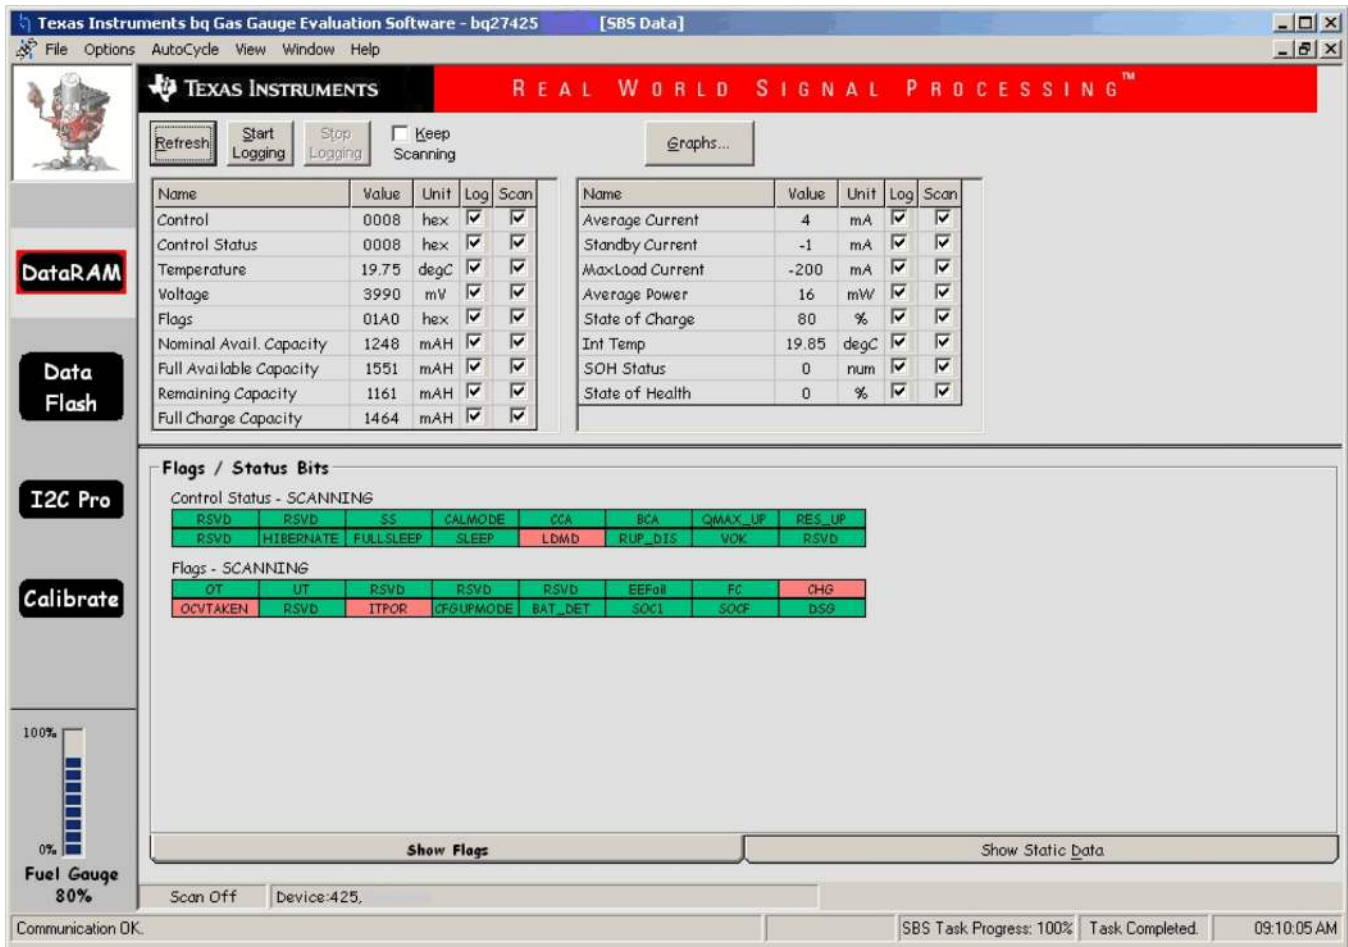 Texas Instruments bq Gas Gauge Evaluation Software - bq27425 [SBS Data]
File Options AutoCycle View Window Help
TEXAS INSTRUMENTS REAL WORLD SIGNAL PROCESSING™
Refresh Start Logging Stop Logging Keep Scanning Graphs...
Name Value Unit Log Scan
Control 0008 hex
Control Status 0008 hex
Temperature 19.75 degC
Voltage 3990 mV
Flags 01A0 hex
Nominal Avail. Capacity 1248 mAH
Full Available Capacity 1551 mAH
Remaining Capacity 1161 mAH
Full Charge Capacity 1464 mAH
Name Value Unit Log Scan
Average Current 4 mA
Standby Current -1 mA
MaxLoad Current -200 mA
Average Power 16 mW
State of Charge 80 %
Int Temp 19.85 degC
SOH Status 0 num
State of Health 0 %
DataRAM
Data
Flash
I2C Pro
Calibrate
Flags / Status Bits
Control Status - SCANNING
RSVD RSVD SS CALMODE CCA BCA QMAX_UP RES_UP
RSVD HIBERNATE FULLSLEEP SLEEP LDMD RUP_DIS VOK RSVD
Flags - SCANNING
OT UT RSVD RSVD RSVD EEFail FC CHG
OCVTAKEN RSVD ITPOR CFGUPMODE BAT_DET SOC1 SOCF DSG
100%
0%
Fuel Gauge
80%
Show Flags Show Static Data
Scan Off Device:425,
Communication OK. SBS Task Progress: 100% Task Completed. 09:10:05 AM